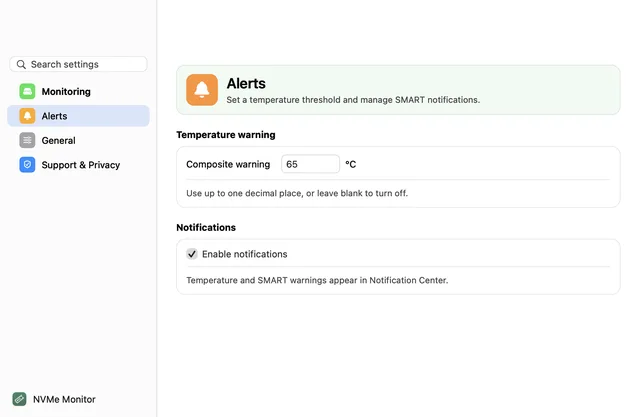 Search settings
Monitoring
Alerts
General
Support & Privacy
NVMe Monitor
Alerts
Set a temperature threshold and manage SMART notifications.
Temperature warning
Composite warning 65 °C
Use up to one decimal place, or leave blank to turn off.
Notifications
Enable notifications
Temperature and SMART warnings appear in Notification Center.